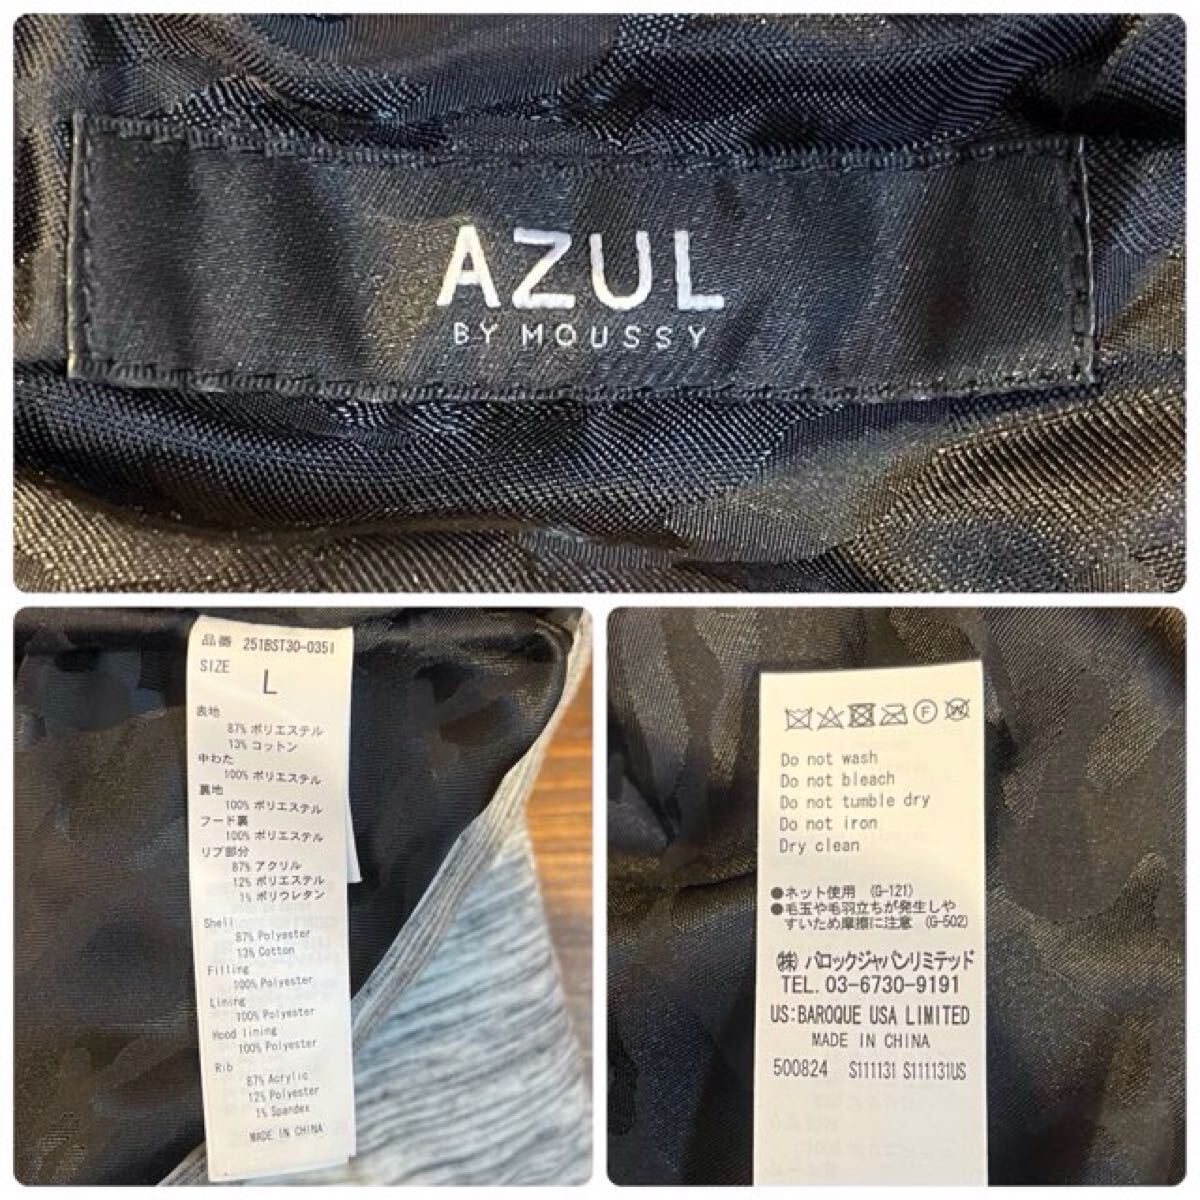 AZUL
BY MOUSSY
品番 251BST30-0351
SIZE
L
表地
87% ポリエステル
13% コットン
中わた
100% ポリエステル
裏地
100% ポリエステル
フード裏
100% ポリエステル
リブ部分
87% アクリル
12% ポリエステル
1% ポリウレタン
Shell
87% Polyester
13% Cotton
Filling
100% Polyester
Lining
100% Polyester
Hood lining
100% Polyester
Rib
87% Acrylic
12% Polyester
1% Spandex
MADE IN CHINA
Do not wash
Do not bleach
Do not tumble dry
Do not iron
Dry clean
●ネット使用 (G-121)
●毛玉や毛羽立ちが発生しや
すいため摩擦に注意 (G-502)
㈱ バロックジャパンリミテッド
TEL. 03-6730-9191
US:BAROQUE USA LIMITED
MADE IN CHINA
500824 S111131 S111131US